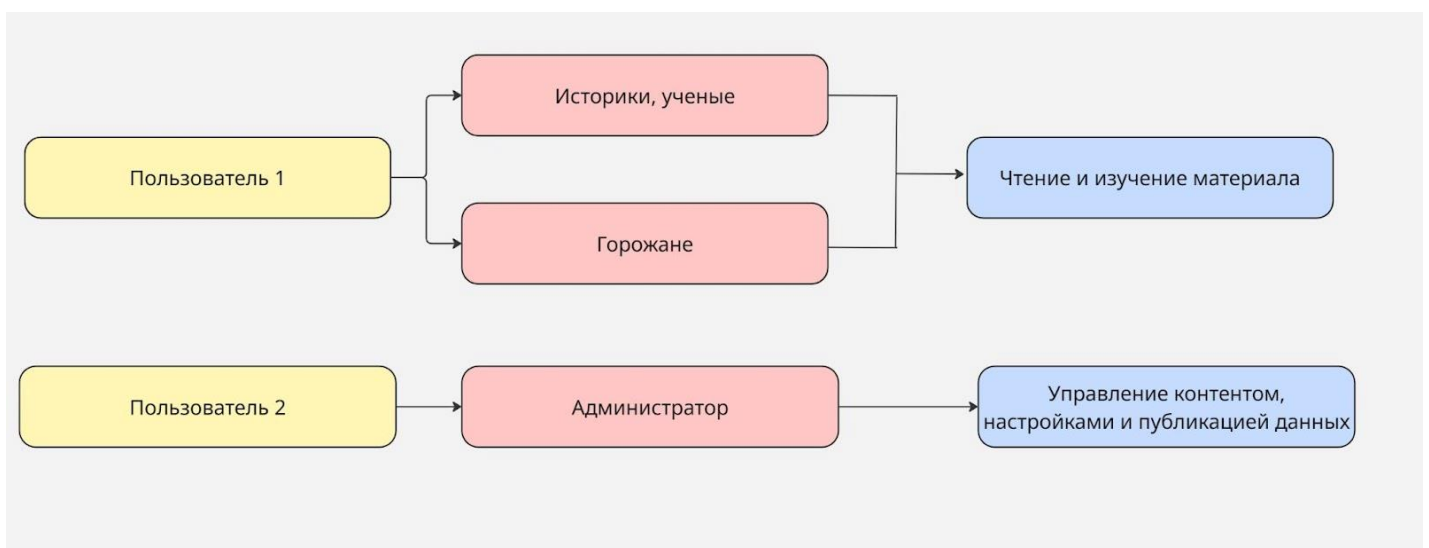 Историки, ученые
Пользователь 1
Чтение и изучение материала
Горожане
Пользователь 2
Администратор
Управление контентом,
настройками и публикацией данных